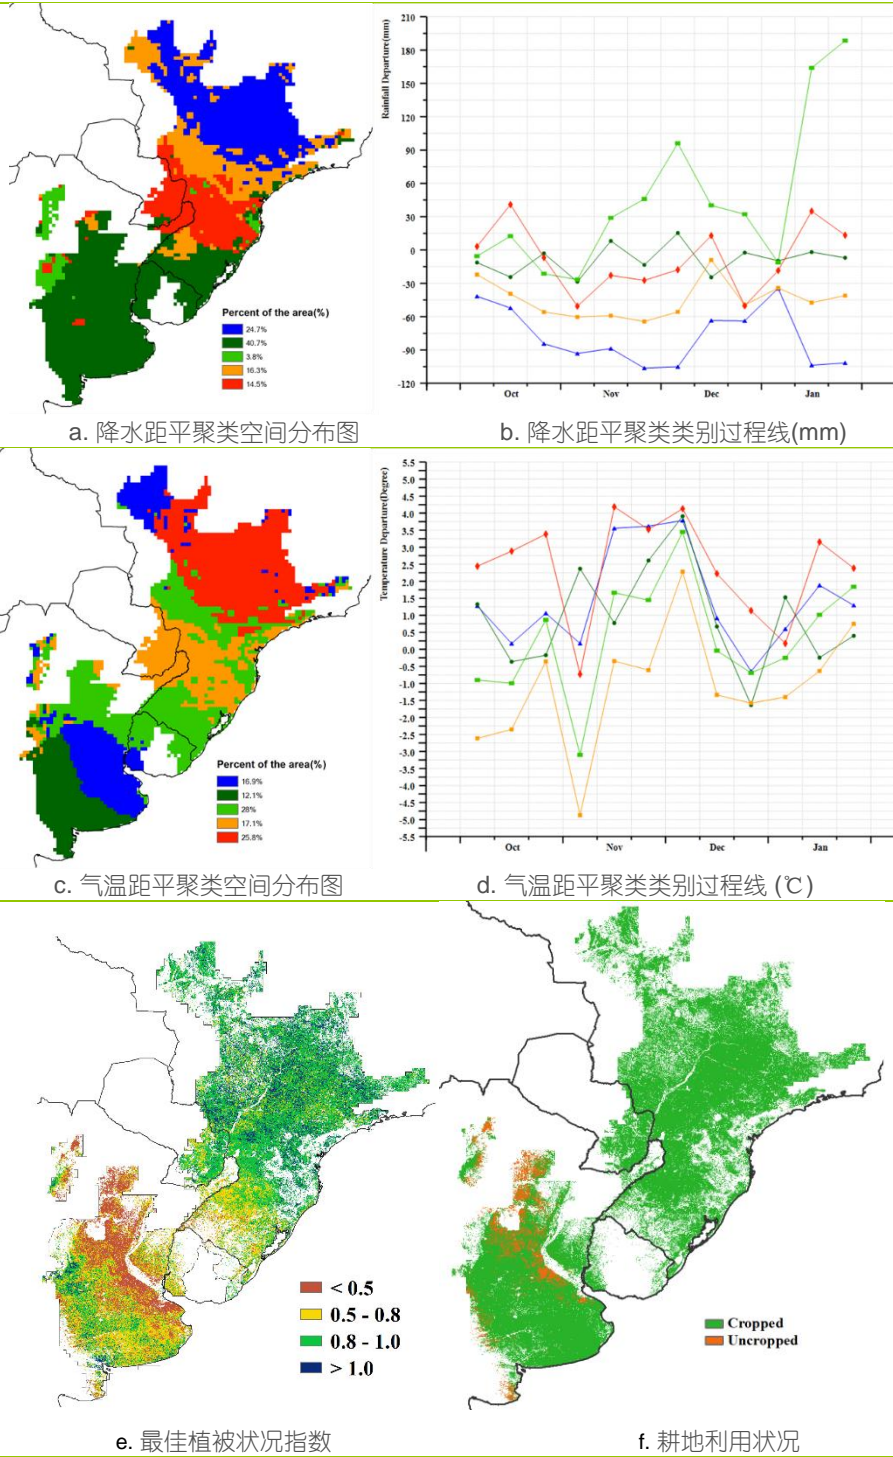 Percent of the area(%)
24.7%
40.7%
3.8%
16.3%
14.5%
Rainfall Departure(mm)
210
180
150
120
90
60
30
0
-30
-60
-90
-120
Oct Nov Dec Jan
a. 降水距平聚类空间分布图
b. 降水距平聚类类别过程线(mm)
Percent of the area(%)
16.9%
12.1%
28%
17.1%
25.8%
Temperature Departure(Degree)
5.5
5.0
4.5
4.0
3.5
3.0
2.5
2.0
1.5
1.0
0.5
0.0
-0.5
-1.0
-1.5
-2.0
-2.5
-3.0
-3.5
-4.0
-4.5
-5.0
-5.5
Oct Nov Dec Jan
c. 气温距平聚类空间分布图
d. 气温距平聚类类别过程线 (℃)
< 0.5
0.5 - 0.8
0.8 - 1.0
> 1.0
Cropped
Uncropped
e. 最佳植被状况指数
f. 耕地利用状况